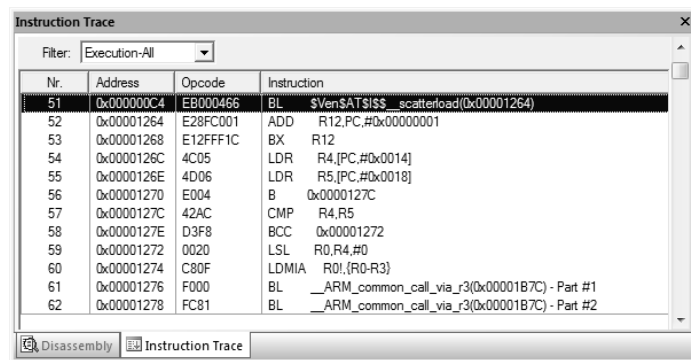 Instruction Trace
Filter: Execution-All
Nr. Address Opcode Instruction
51 0x000000C4 EB000466 BL $Ven$AT$I$$__scatterload(0x00001264)
52 0x00001264 E28FC001 ADD R12,PC,#0x00000001
53 0x00001268 E12FFF1C BX R12
54 0x0000126C 4C05 LDR R4,[PC,#0x0014]
55 0x0000126E 4D06 LDR R5,[PC,#0x0018]
56 0x00001270 E004 B 0x0000127C
57 0x0000127C 42AC CMP R4,R5
58 0x0000127E D3F8 BCC 0x00001272
59 0x00001272 0020 LSL R0,R4,#0
60 0x00001274 C80F LDMIA R0!,{R0-R3}
61 0x00001276 F000 BL __ARM_common_call_via_r3(0x00001B7C) - Part #1
62 0x00001278 FC81 BL __ARM_common_call_via_r3(0x00001B7C) - Part #2
Disassembly Instruction Trace